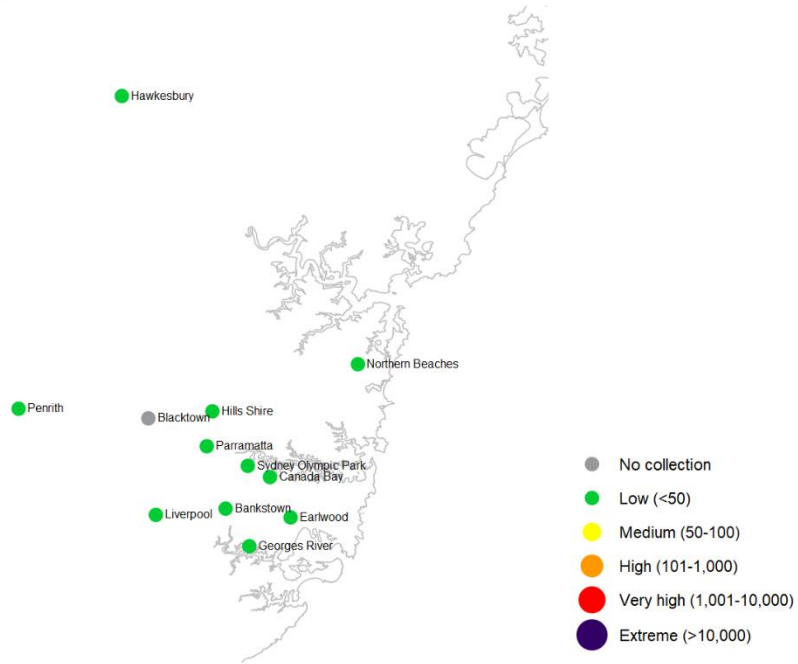 Hawkesbury
Northern Beaches
Penrith
Hills Shire
Blacktown
Parramatta
Sydney Olympic Park
Canada Bay
Liverpool
Bankstown
Earlwood
Georges River
No collection
Low (<50)
Medium (50-100)
High (101-1,000)
Very high (1,001-10,000)
Extreme (>10,000)